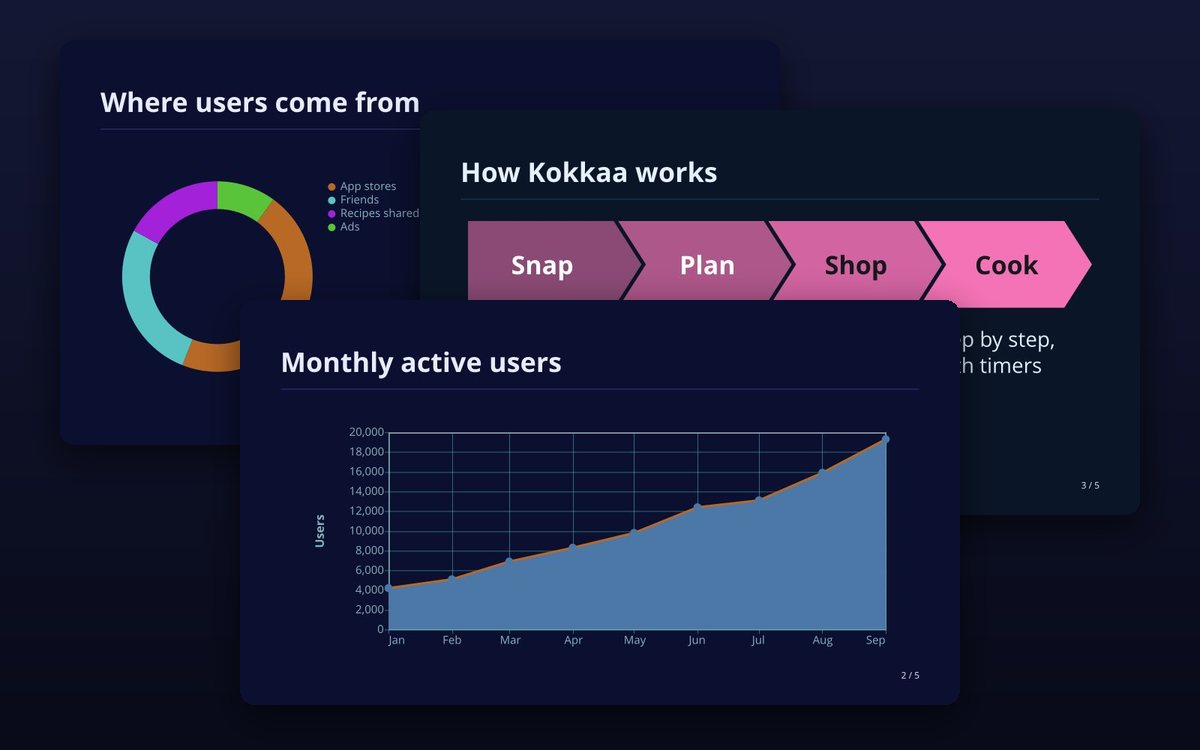 Where users come from
App stores
Friends
Recipes shared
Ads
How Kokkaa works
Snap
Plan
Shop
Cook
by step,
timers
3 / 5
Monthly active users
20,000
18,000
16,000
14,000
12,000
10,000
8,000
6,000
4,000
2,000
0
Users
Jan Feb Mar Apr May Jun Jul Aug Sep
2 / 5